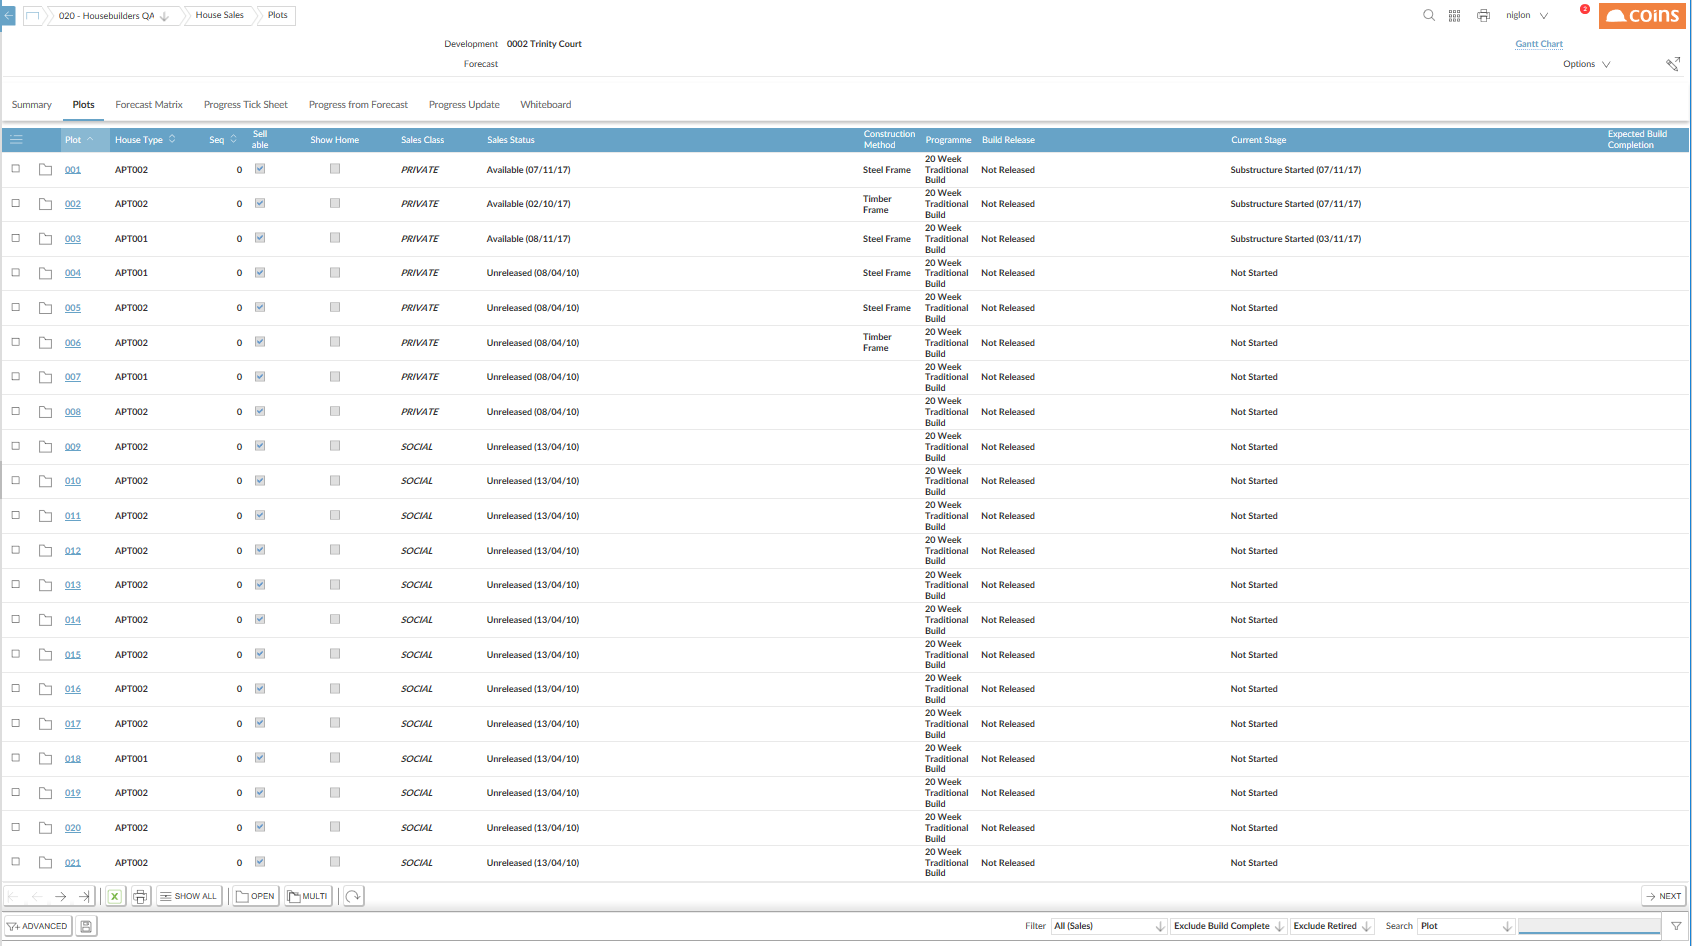 020 - Housebuilders QA House Sales Plots niglon 2 coins
Development 0002 Trinity Court Gantt Chart
Forecast Options
Summary Plots Forecast Matrix Progress Tick Sheet Progress from Forecast Progress Update Whiteboard
Plot House Type Seq Sell able Show Home Sales Class Sales Status Construction Method Programme Build Release Current Stage Expected Build Completion
001 APT002 0 PRIVATE Available (07/11/17) Steel Frame 20 Week Traditional Build Not Released Substructure Started (07/11/17)
002 APT002 0 PRIVATE Available (02/10/17) Timber Frame 20 Week Traditional Build Not Released Substructure Started (07/11/17)
003 APT001 0 PRIVATE Available (08/11/17) Steel Frame 20 Week Traditional Build Not Released Substructure Started (03/11/17)
004 APT001 0 PRIVATE Unreleased (08/04/10) Steel Frame 20 Week Traditional Build Not Released Not Started
005 APT002 0 PRIVATE Unreleased (08/04/10) Steel Frame 20 Week Traditional Build Not Released Not Started
006 APT002 0 PRIVATE Unreleased (08/04/10) Timber Frame 20 Week Traditional Build Not Released Not Started
007 APT001 0 PRIVATE Unreleased (08/04/10) 20 Week Traditional Build Not Released Not Started
008 APT002 0 PRIVATE Unreleased (08/04/10) 20 Week Traditional Build Not Released Not Started
009 APT002 0 SOCIAL Unreleased (13/04/10) 20 Week Traditional Build Not Released Not Started
010 APT002 0 SOCIAL Unreleased (13/04/10) 20 Week Traditional Build Not Released Not Started
011 APT002 0 SOCIAL Unreleased (13/04/10) 20 Week Traditional Build Not Released Not Started
012 APT002 0 SOCIAL Unreleased (13/04/10) 20 Week Traditional Build Not Released Not Started
013 APT002 0 SOCIAL Unreleased (13/04/10) 20 Week Traditional Build Not Released Not Started
014 APT002 0 SOCIAL Unreleased (13/04/10) 20 Week Traditional Build Not Released Not Started
015 APT002 0 SOCIAL Unreleased (13/04/10) 20 Week Traditional Build Not Released Not Started
016 APT002 0 SOCIAL Unreleased (13/04/10) 20 Week Traditional Build Not Released Not Started
017 APT002 0 SOCIAL Unreleased (13/04/10) 20 Week Traditional Build Not Released Not Started
018 APT001 0 SOCIAL Unreleased (13/04/10) 20 Week Traditional Build Not Released Not Started
019 APT002 0 SOCIAL Unreleased (13/04/10) 20 Week Traditional Build Not Released Not Started
020 APT002 0 SOCIAL Unreleased (13/04/10) 20 Week Traditional Build Not Released Not Started
021 APT002 0 SOCIAL Unreleased (13/04/10) 20 Week Traditional Build Not Released Not Started
X SHOW ALL OPEN MULTI NEXT
ADVANCED Filter All (Sales) Exclude Build Complete Exclude Retired Search Plot